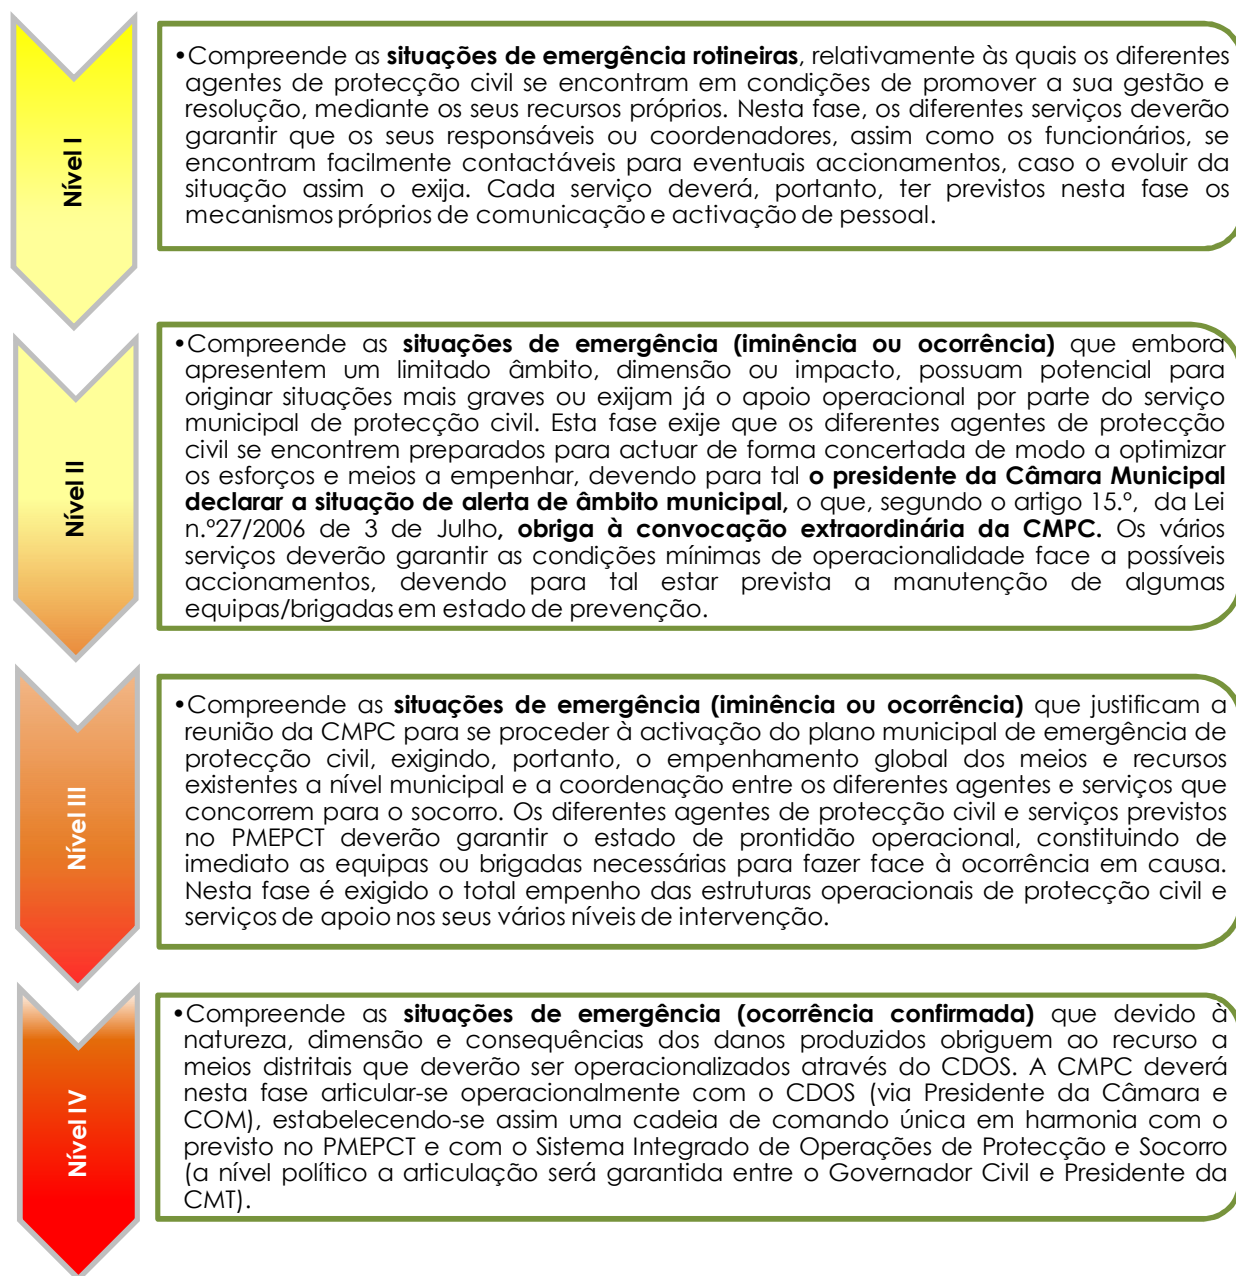 Nível I
•Compreende as situações de emergência rotineiras, relativamente às quais os diferentes
agentes de protecção civil se encontram em condições de promover a sua gestão e
resolução, mediante os seus recursos próprios. Nesta fase, os diferentes serviços deverão
garantir que os seus responsáveis ou coordenadores, assim como os funcionários, se
encontram facilmente contactáveis para eventuais accionamentos, caso o evoluir da
situação assim o exija. Cada serviço deverá, portanto, ter previstos nesta fase os
mecanismos próprios de comunicação e activação de pessoal.
Nível II
•Compreende as situações de emergência (iminência ou ocorrência) que embora
apresentem um limitado âmbito, dimensão ou impacto, possuam potencial para
originar situações mais graves ou exijam já o apoio operacional por parte do serviço
municipal de protecção civil. Esta fase exije que os diferentes agentes de protecção
civil se encontrem preparados para actuar de forma concertada de modo a optimizar
os esforços e meios a empenhar, devendo para tal o presidente da Câmara Municipal
declarar a situação de alerta de âmbito municipal, o que, segundo o artigo 15.º, da Lei
n.º27/2006 de 3 de Julho, obriga à convocação extraordinária da CMPC. Os vários
serviços deverão garantir as condições mínimas de operacionalidade face a possíveis
accionamentos, devendo para tal estar prevista a manutenção de algumas
equipas/brigadas em estado de prevenção.
Nível III
•Compreende as situações de emergência (iminência ou ocorrência) que justificam a
reunião da CMPC para se proceder à activação do plano municipal de emergência de
protecção civil, exigindo, portanto, o empenhamento global dos meios e recursos
existentes a nível municipal e a coordenação entre os diferentes agentes e serviços que
concorrem para o socorro. Os diferentes agentes de protecção civil e serviços previstos
no PMEPCT deverão garantir o estado de prontidão operacional, constituindo de
imediato as equipas ou brigadas necessárias para fazer face à ocorrência em causa.
Nesta fase é exigido o total empenho das estruturas operacionais de protecção civil e
serviços de apoio nos seus vários níveis de intervenção.
Nível IV
•Compreende as situações de emergência (ocorrência confirmada) que devido à
natureza, dimensão e consequências dos danos produzidos obriguem ao recurso a
meios distritais que deverão ser operacionalizados através do CDOS. A CMPC deverá
nesta fase articular-se operacionalmente com o CDOS (via Presidente da Câmara e
COM), estabelecendo-se assim uma cadeia de comando única em harmonia com o
previsto no PMEPCT e com o Sistema Integrado de Operações de Protecção e Socorro
(a nível político a articulação será garantida entre o Governador Civil e Presidente da
CMT).